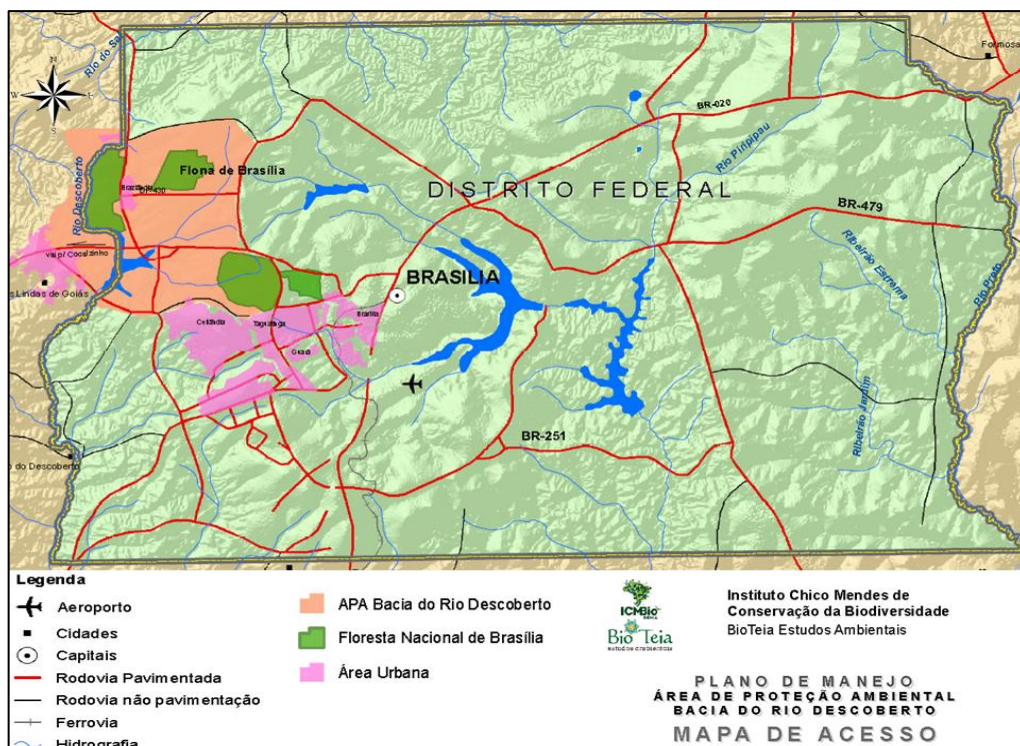 Formosa
Rio do Sal
N
W
L
S
BR-020
Rio Pipipau
Flona de Brasília
Rio Descoberto
DISTRITO FEDERAL
BR-479
Ribeirão Extrema
Rio Preto
BRASILIA
s Lindas de Goiás
Ceilândia
Taguatinga
Brasília
Guará
Ribeirão Jardim
BR-251
o do Descoberto
Legenda
Aeroporto
Cidades
Capitais
Rodovia Pavimentada
Rodovia não pavimentação
Ferrovia
Hidrografia
APA Bacia do Rio Descoberto
Floresta Nacional de Brasília
Área Urbana
ICMBio
MMA
Bio Teia
estudos ambientais
Instituto Chico Mendes de
Conservação da Biodiversidade
BioTeia Estudos Ambientais
PLANO DE MANEJO
ÁREA DE PROTEÇÃO AMBIENTAL
BACIA DO RIO DESCOBERTO
MAPA DE ACESSO